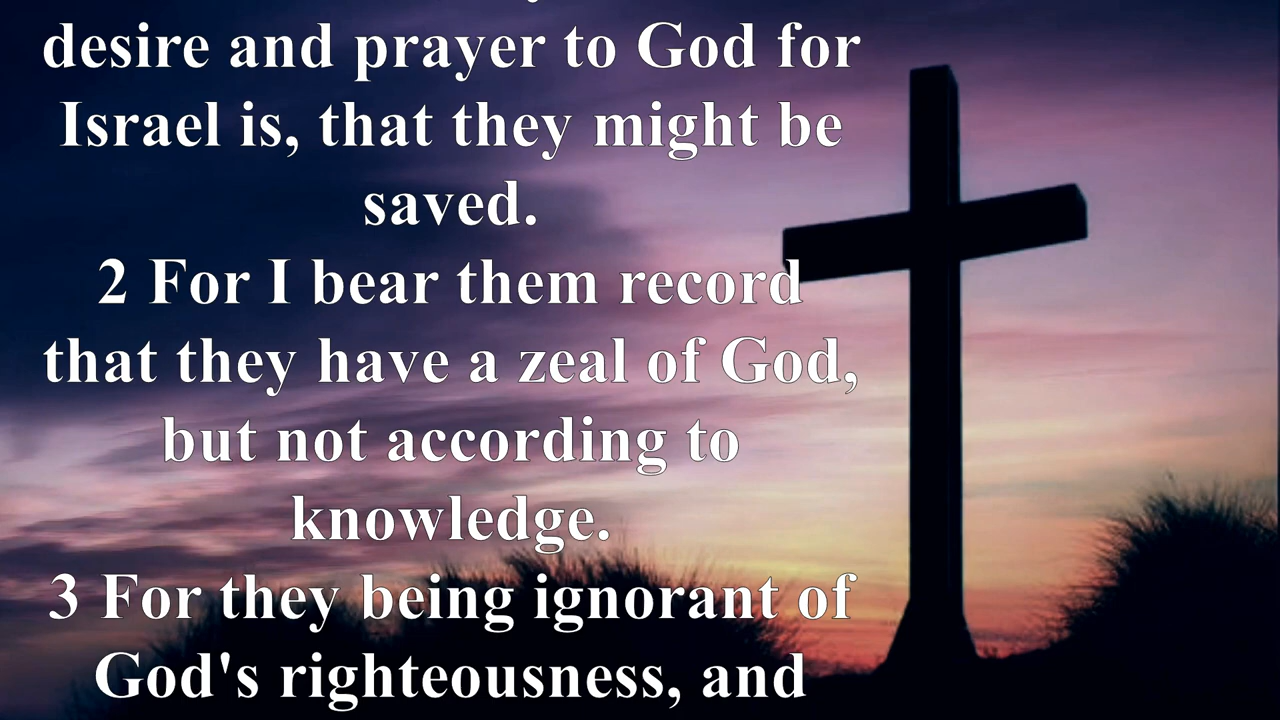 desire and prayer to God for
Israel is, that they might be
saved.
2 For I bear them record
that they have a zeal of God,
but not according to
knowledge.
3 For they being ignorant of
God's righteousness, and